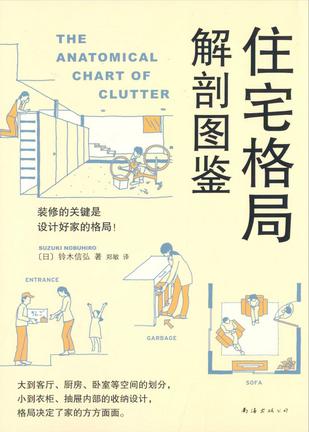 THE
ANATOMICAL
CHART OF
CLUTTER
住宅格局
解剖图鉴
装修的关键是
设计好家的格局！
SUZUKI NOBUHIRO
〔日〕铃木信弘 著 郑敏 译
ENTRANCE
GARBAGE
SOFA
大到客厅、厨房、卧室等空间的划分，
小到衣柜、抽屉内部的收纳设计，
格局决定了家的方方面面。
南海出版公司